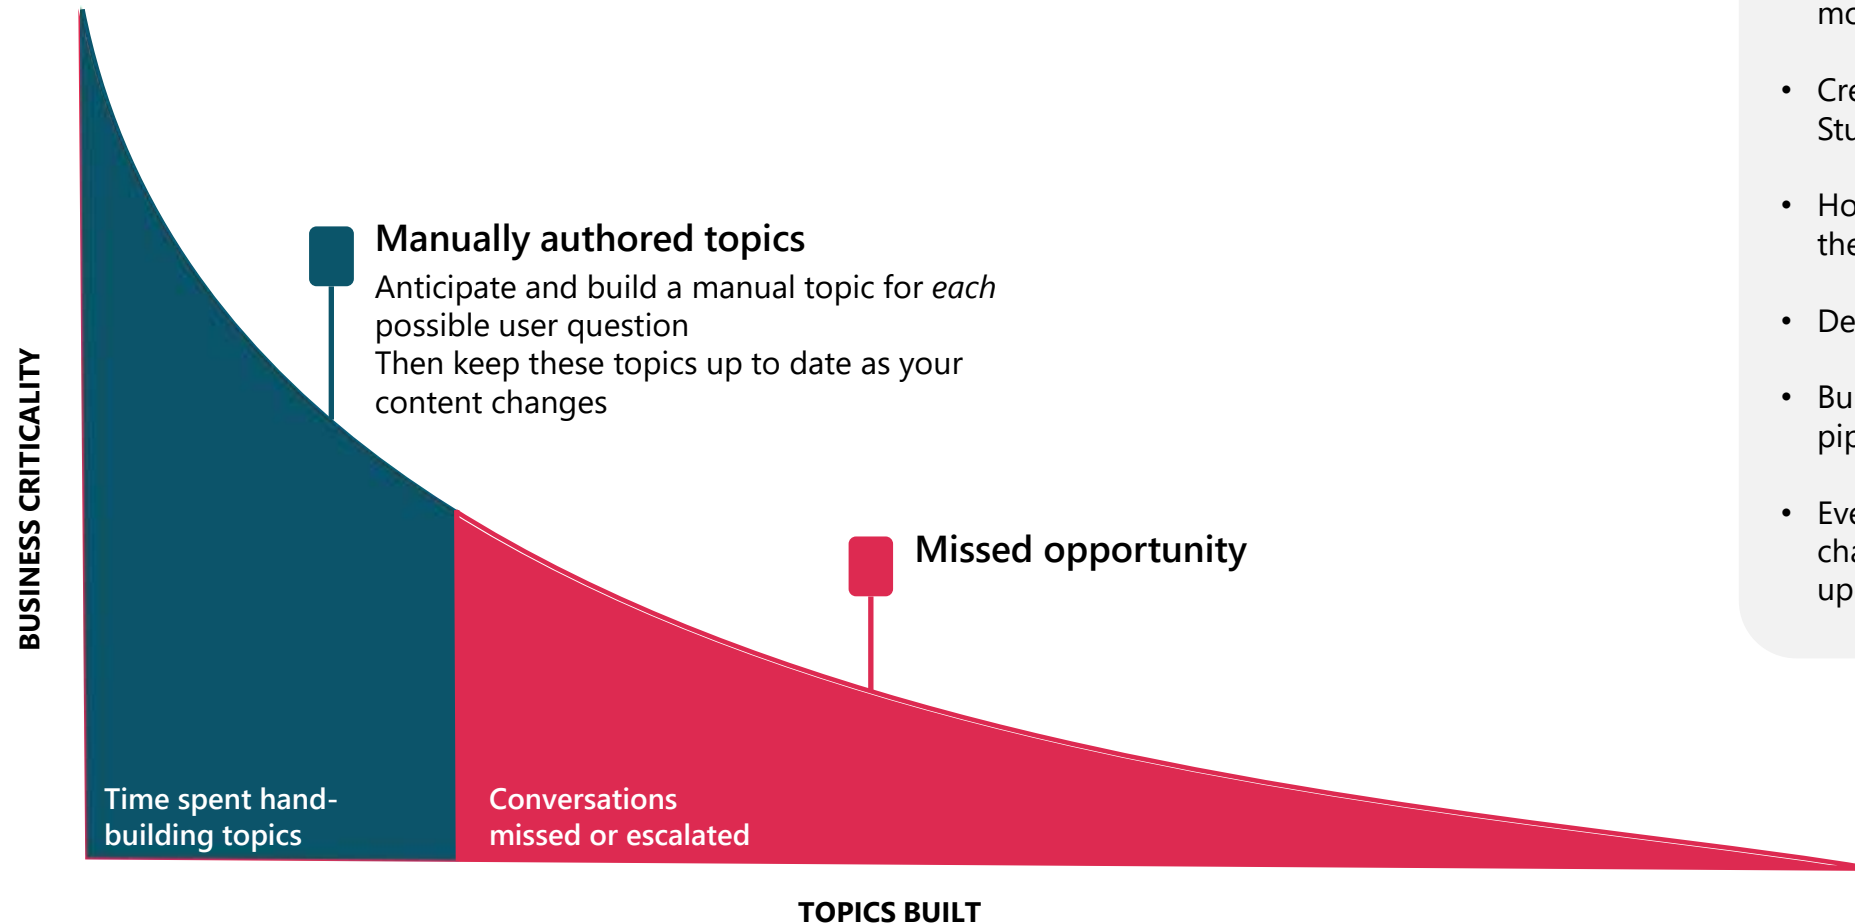 Manually authored topics
Anticipate and build a manual topic for each
possible user question
Then keep these topics up to date as your
content changes
Missed opportunity
BUSINESS CRITICALITY
Time spent hand-
building topics
Conversations
missed or escalated
TOPICS BUILT
•
•
•
the
•
•
•
up